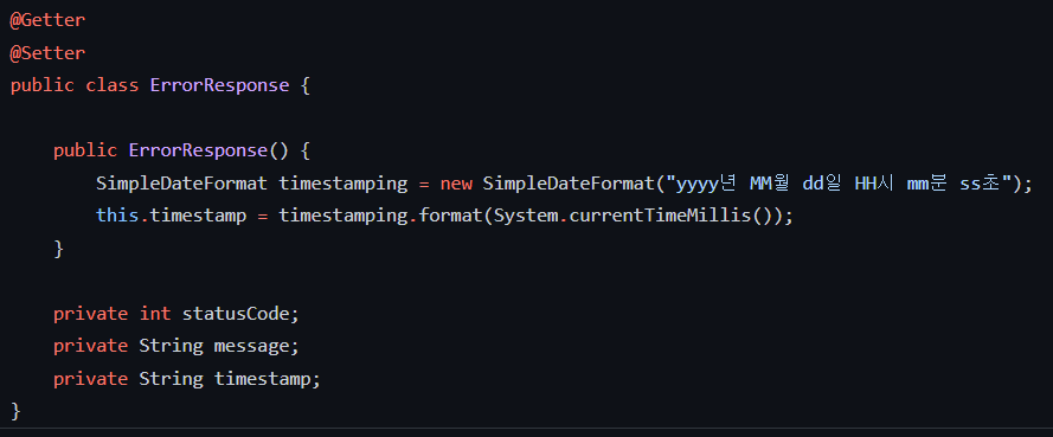 @Getter
@Setter
public class ErrorResponse {
public ErrorResponse() {
SimpleDateFormat timestamping = new SimpleDateFormat("yyyy년 MM월 dd일 HH시 mm분 ss초");
this.timestamp = timestamping.format(System.currentTimeMillis());
}
private int statusCode;
private String message;
private String timestamp;
}